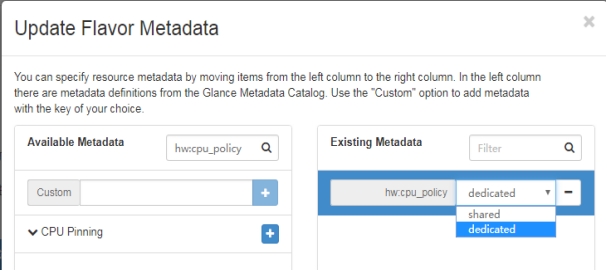 Update Flavor Metadata
×
You can specify resource metadata by moving items from the left column to the right column. In the left column
there are metadata definitions from the Glance Metadata Catalog. Use the "Custom" option to add metadata
with the key of your choice.
Available Metadata
hw:cpu_policy
Custom
+
CPU Pinning
+
Existing Metadata
Filter
hw:cpu_policy
dedicated
−
shared
dedicated